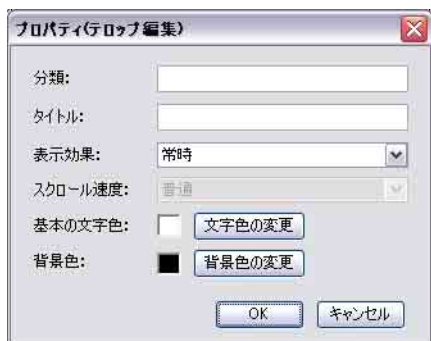 プロパティ(テロップ編集)
分類:
タイトル:
表示効果: 常時
スクロール速度: 普通
基本の文字色: 文字色の変更
背景色: 背景色の変更
OK キャンセル